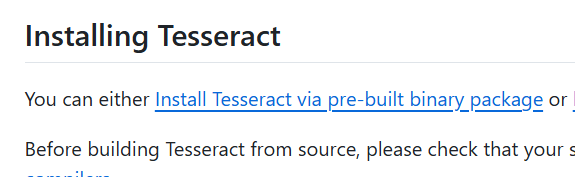 Installing Tesseract
You can either Install Tesseract via pre-built binary package or
Before building Tesseract from source, please check that your s
compilers